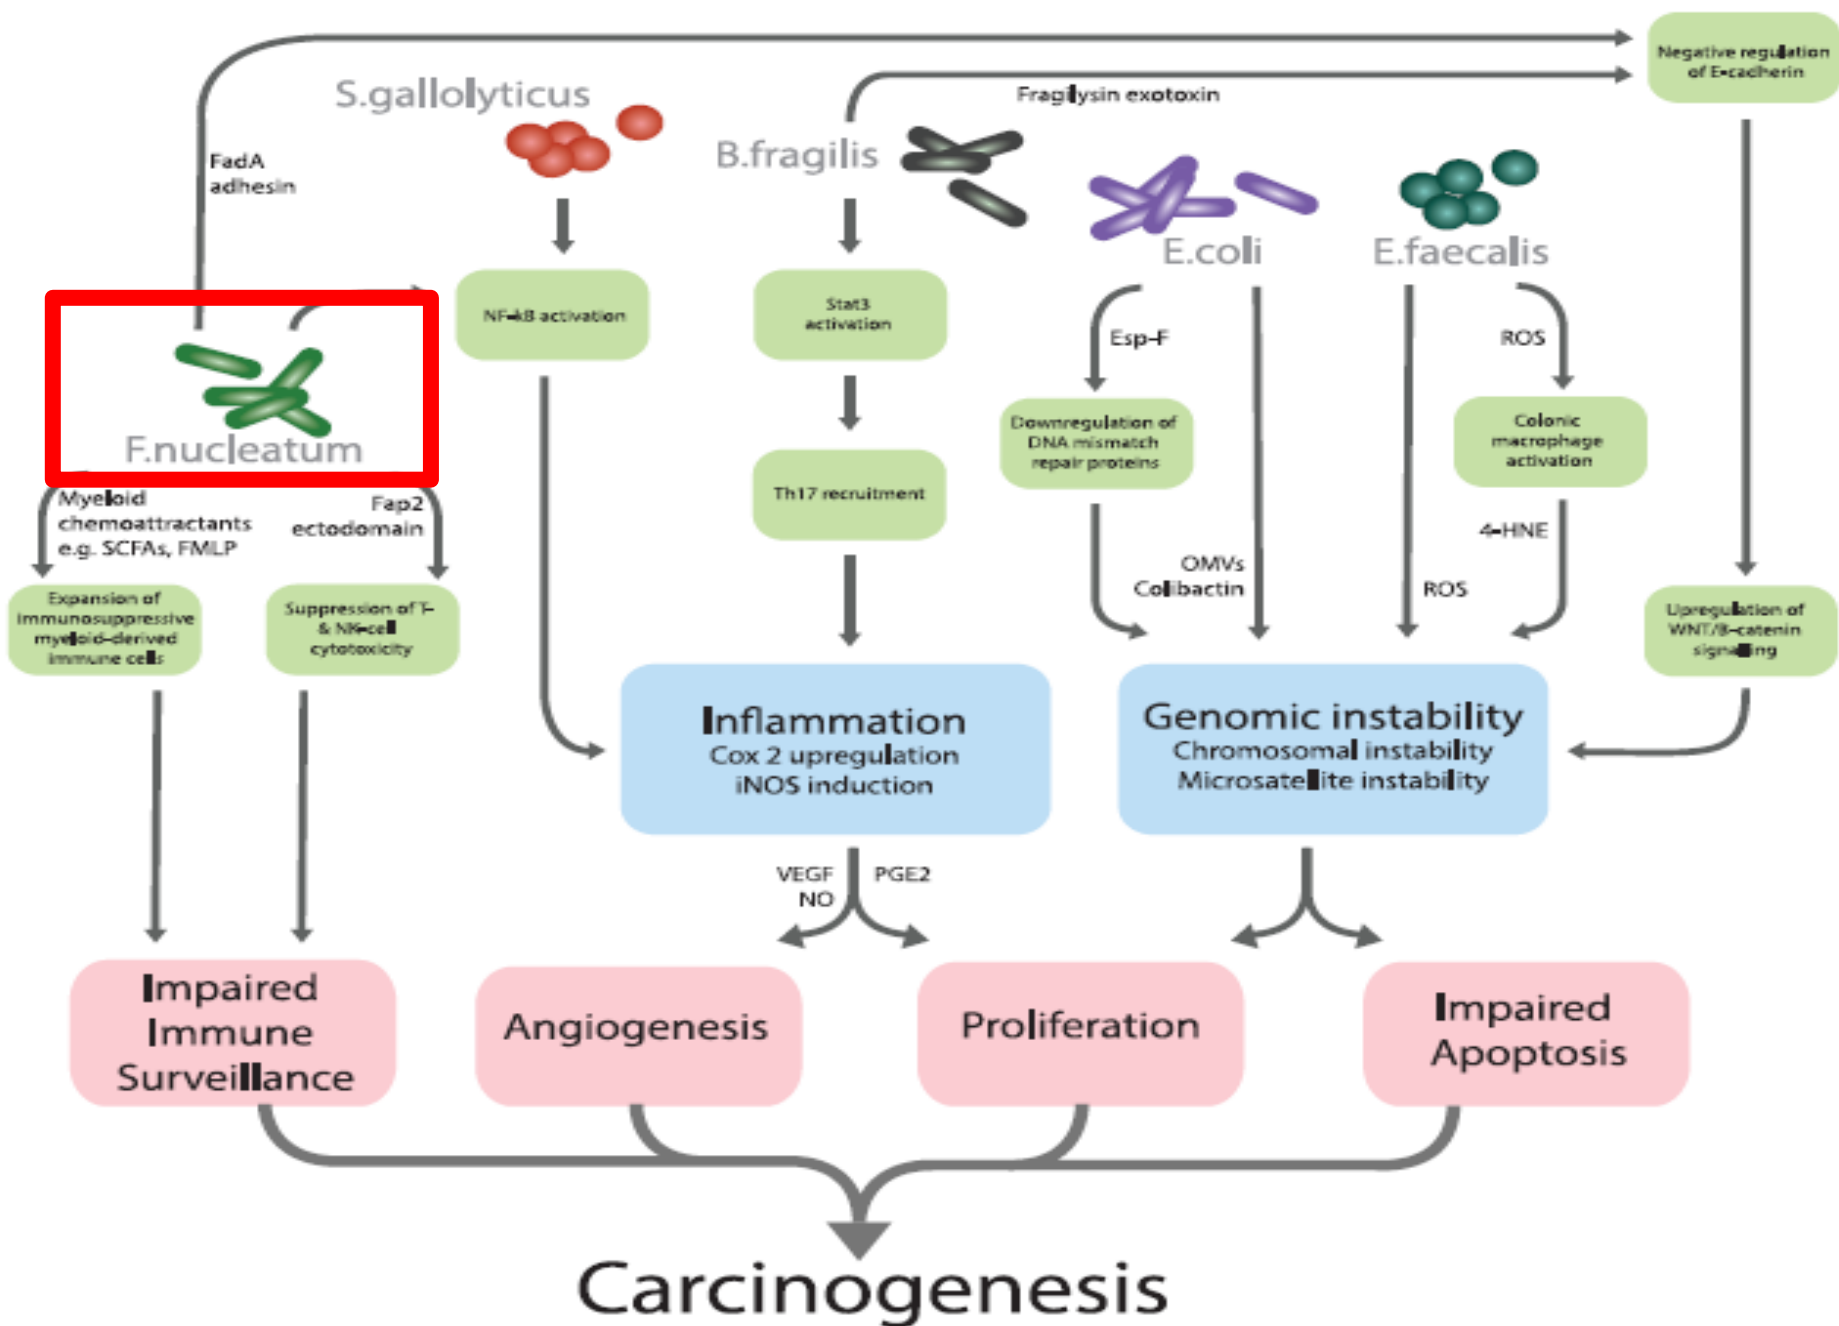 Negative regulation
of E-cadherin
S.gallolyticus
Fragilysin exotoxin
B.fragilis
FadA
adhesin
E.coli
E.faecalis
NF-kB activation
Stat3
activation
Esp-F
ROS
F.nucleatum
Downregulation of
DNA mismatch
repair proteins
Colonic
macrophage
activation
Th17 recruitment
Myeloid
chemoattractants
e.g. SCFAs, FMLP
Fap2
ectodomain
4-HNE
OMVs
Colibactin
ROS
Expansion of
immunosuppressive
myeloid-derived
immune cells
Suppression of T-
& NK-cell
cytotoxicity
Upregulation of
WNT/B-catenin
signalling
Inflammation
Cox 2 upregulation
iNOS induction
Genomic instability
Chromosomal instability
Microsatellite instability
VEGF
NO
PGE2
Impaired
Immune
Surveillance
Angiogenesis
Proliferation
Impaired
Apoptosis
Carcinogenesis